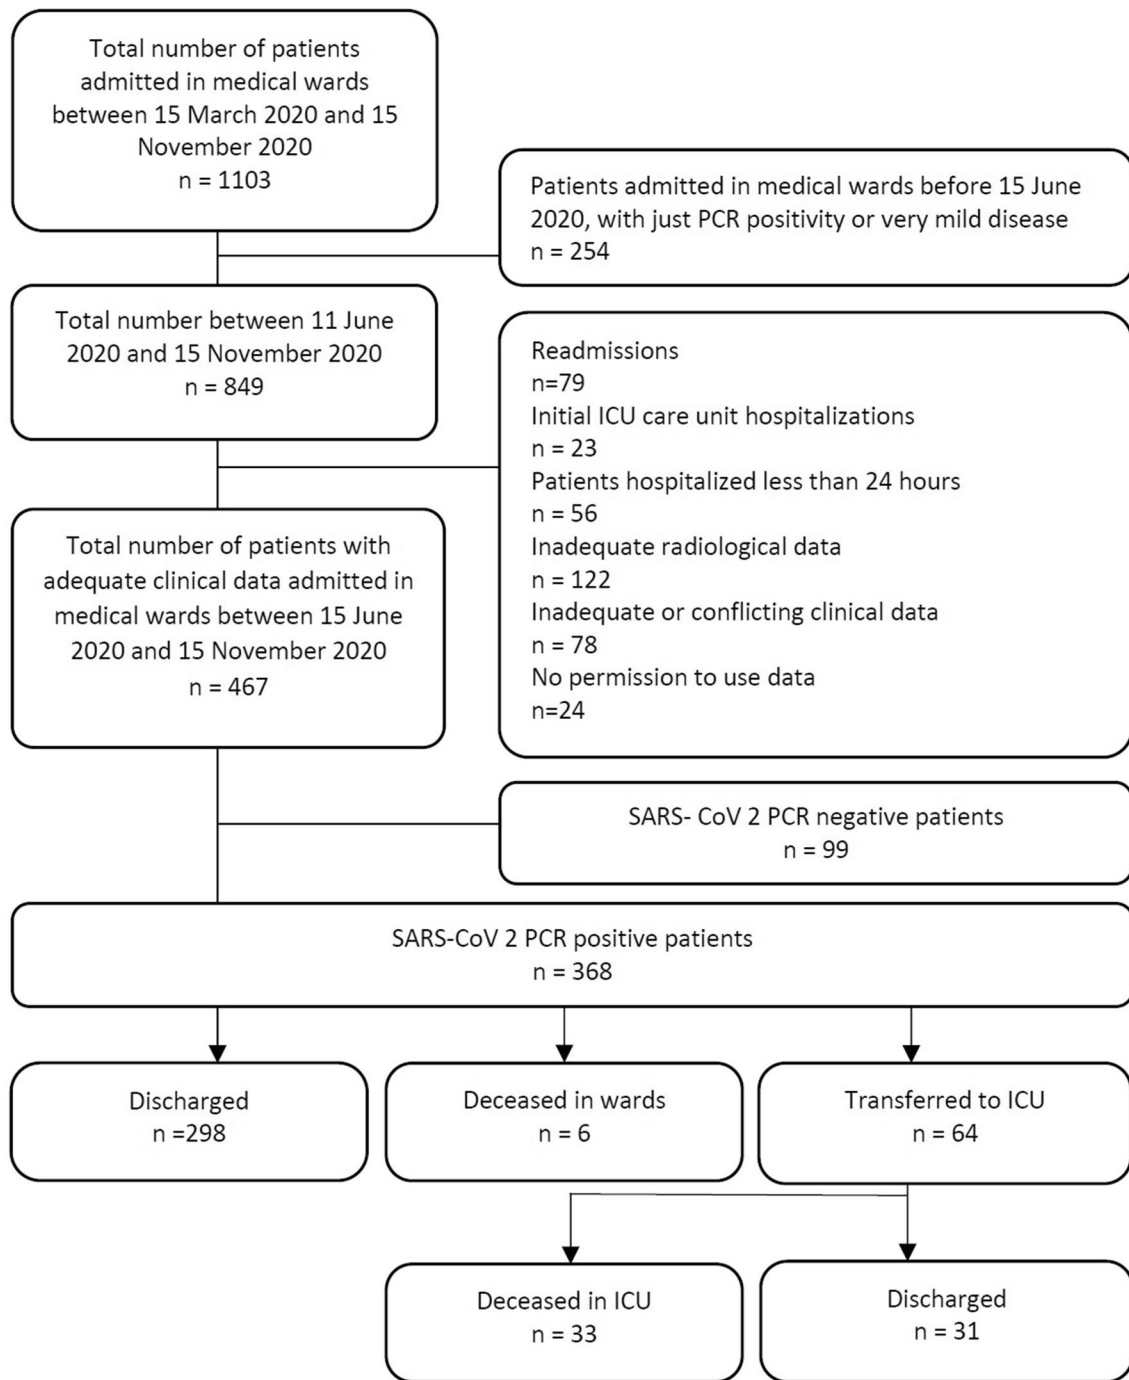 Total number of patients
admitted in medical wards
between 15 March 2020 and 15
November 2020
n = 1103
Patients admitted in medical wards before 15 June
2020, with just PCR positivity or very mild disease
n = 254
Total number between 11 June
2020 and 15 November 2020
n = 849
Readmissions
n=79
Initial ICU care unit hospitalizations
n = 23
Patients hospitalized less than 24 hours
n = 56
Inadequate radiological data
n = 122
Inadequate or conflicting clinical data
n = 78
No permission to use data
n=24
Total number of patients with
adequate clinical data admitted in
medical wards between 15 June
2020 and 15 November 2020
n = 467
SARS- CoV 2 PCR negative patients
n = 99
SARS-CoV 2 PCR positive patients
n = 368
Discharged
n =298
Deceased in wards
n = 6
Transferred to ICU
n = 64
Deceased in ICU
n = 33
Discharged
n = 31